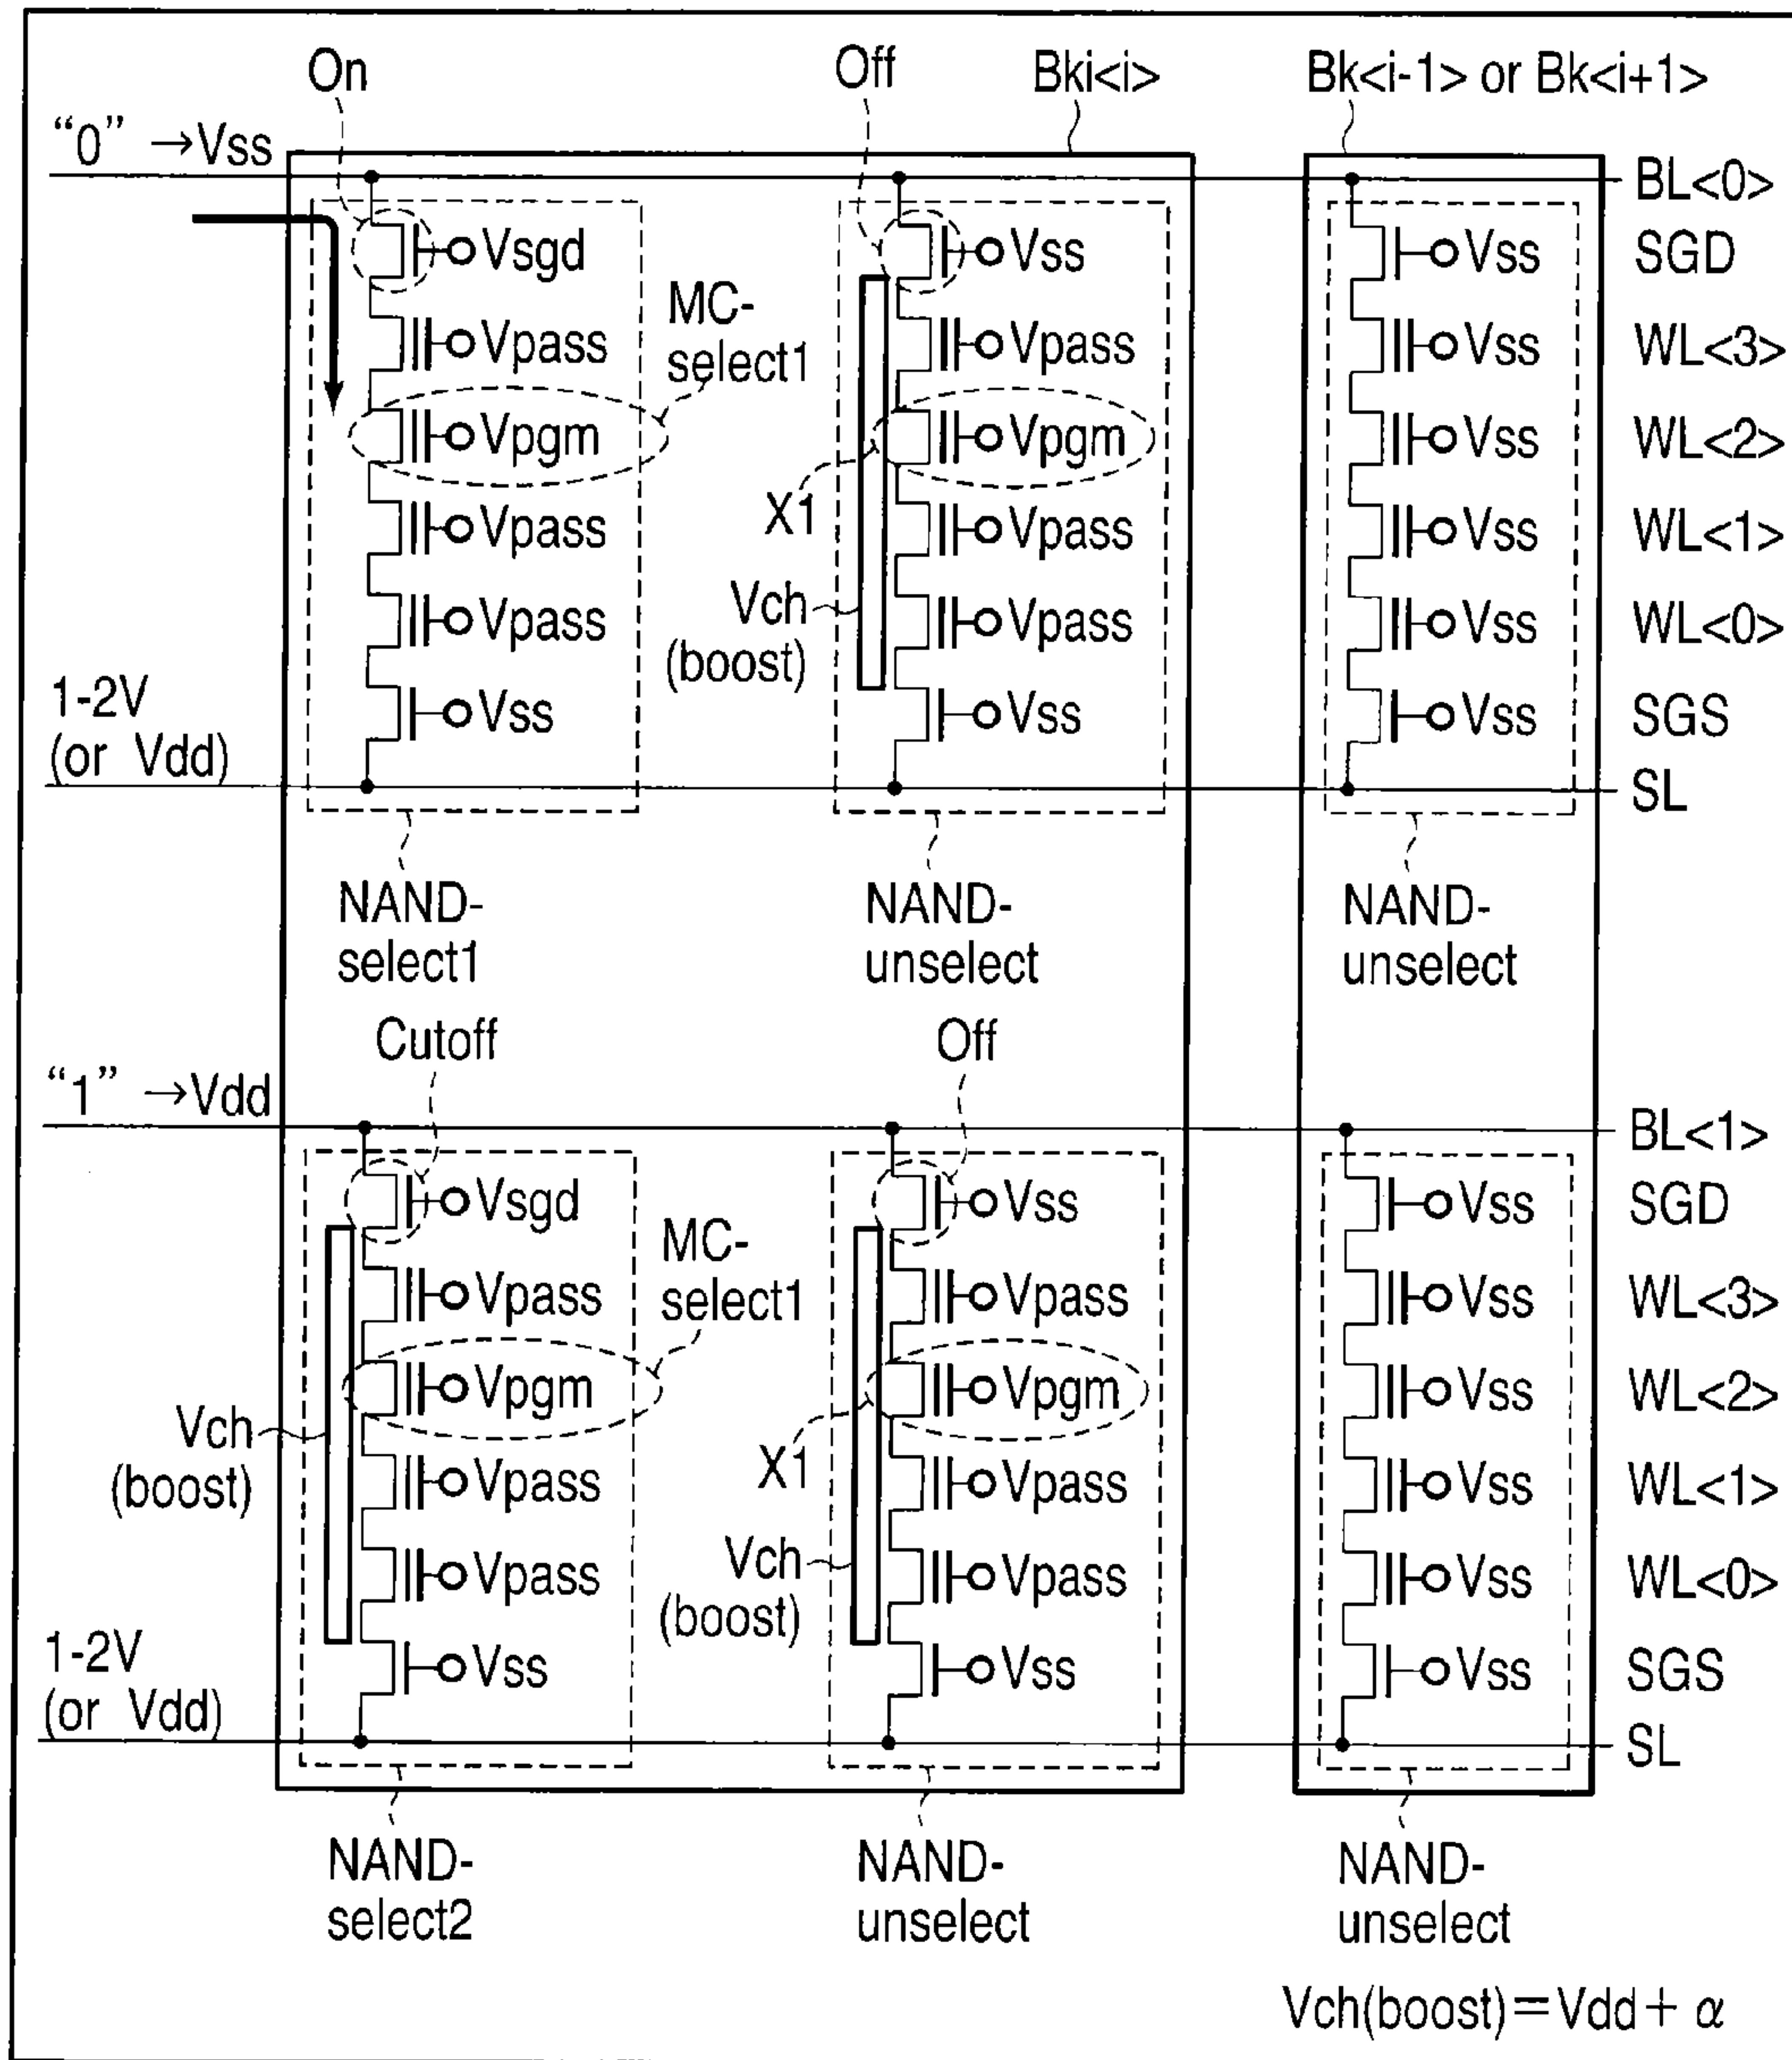 On Off Bki<i> Bk<i-1> or Bk<i+1>
“0” →Vss BL<0>
Vsgd Vss Vss SGD
MC-
select1
Vpass Vpass Vss WL<3>
Vpgm Vpgm Vss WL<2>
X1
Vpass Vpass Vss WL<1>
Vch
(boost)
Vpass Vpass Vss WL<0>
1-2V
(or Vdd)
Vss Vss Vss SGS
SL
NAND-
select1
NAND-
unselect
NAND-
unselect
Cutoff Off
“1” →Vdd BL<1>
Vsgd Vss Vss SGD
MC-
select1
Vpass Vpass Vss WL<3>
Vpgm Vpgm Vss WL<2>
Vch
(boost)
X1
Vpass Vpass Vss WL<1>
Vch
(boost)
Vpass Vpass Vss WL<0>
1-2V
(or Vdd)
Vss Vss Vss SGS
SL
NAND-
select2
NAND-
unselect
NAND-
unselect
Vch(boost)=Vdd+ α